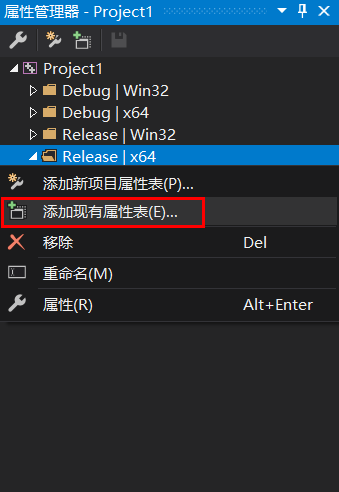 属性管理器 - Project1
Project1
Debug | Win32
Debug | x64
Release | Win32
Release | x64
添加新项目属性表(P)...
添加现有属性表(E)...
移除 Del
重命名(M)
属性(R) Alt+Enter